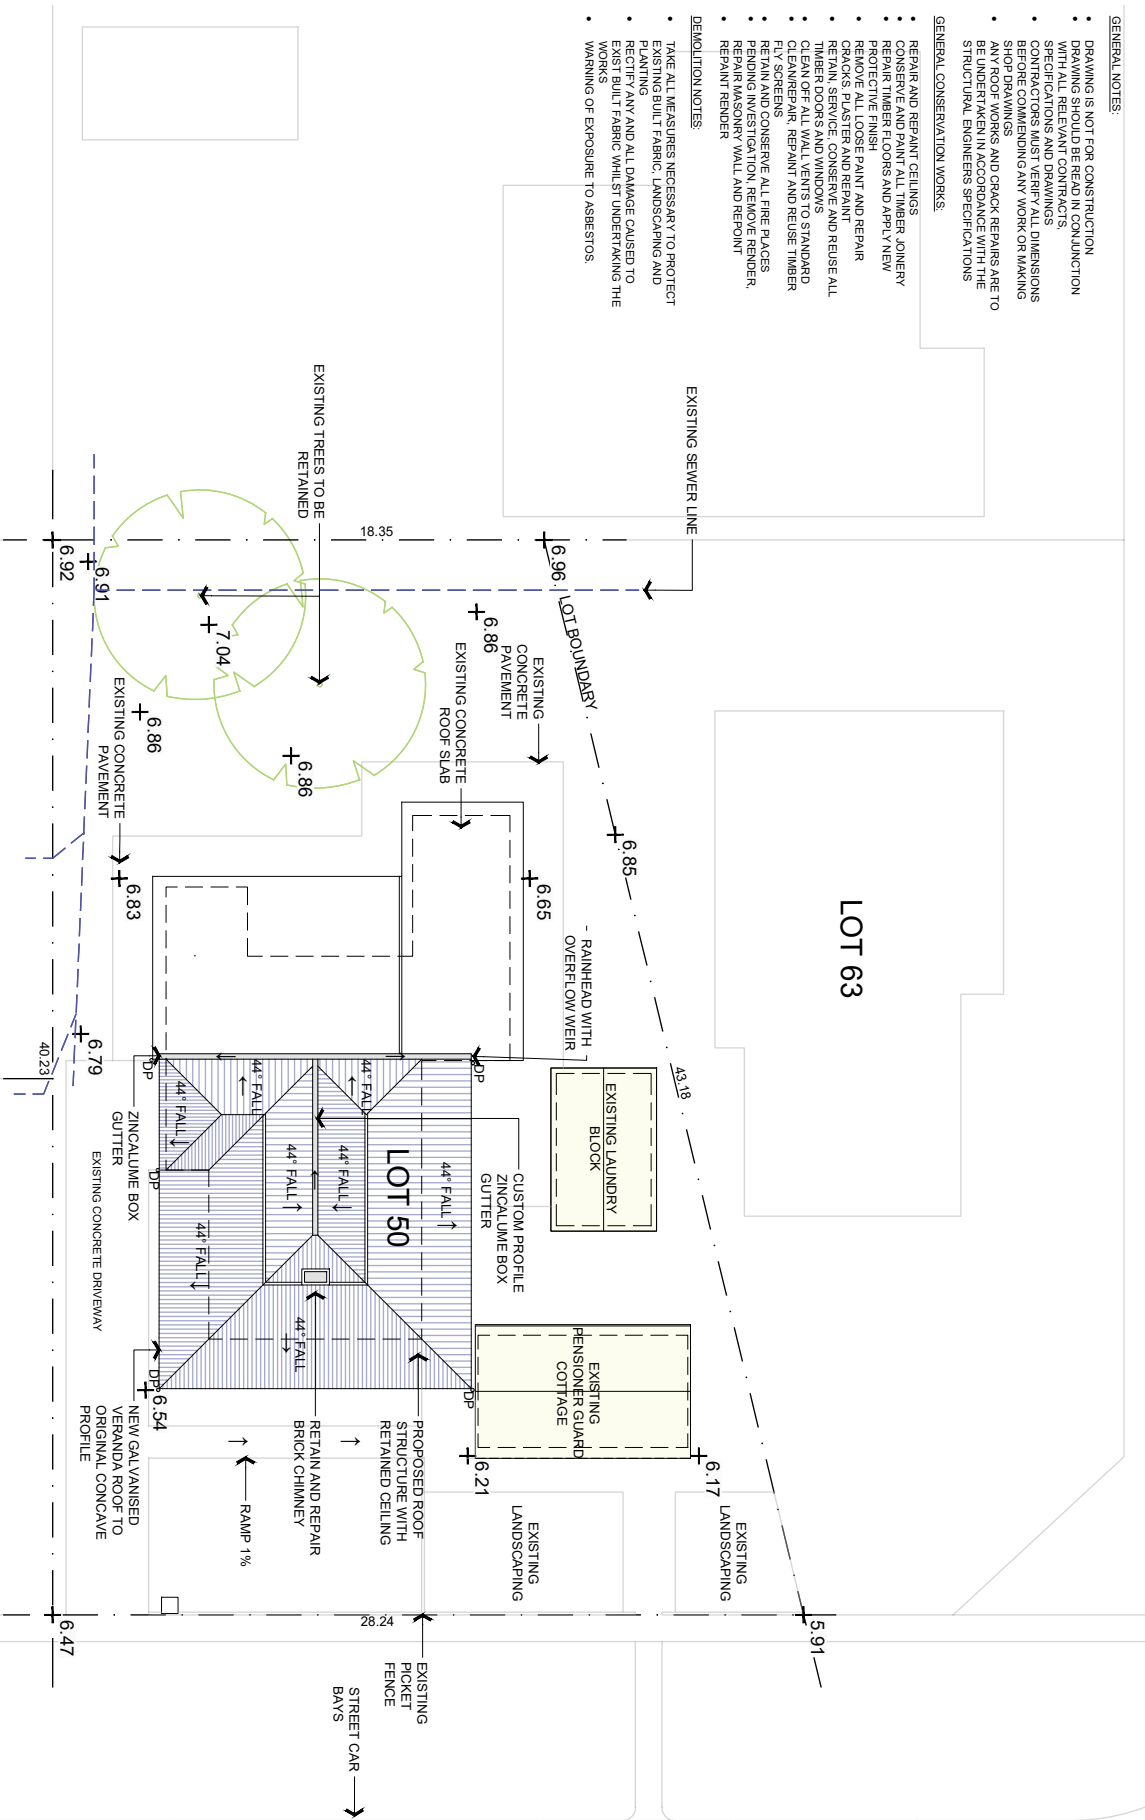 GENERAL NOTES:
• DRAWING IS NOT FOR CONSTRUCTION
• DRAWING SHOULD BE READ IN CONJUNCTION
WITH ALL RELEVANT CONTRACTS,
SPECIFICATIONS AND DRAWINGS
• CONTRACTORS MUST VERIFY ALL DIMENSIONS
BEFORE COMMENDING ANY WORK OR MAKING
SHOP DRAWINGS
• ANY ROOF WORKS AND CRACK REPAIRS ARE TO
BE UNDERTAKEN IN ACCORDANCE WITH THE
STRUCTURAL ENGINEERS SPECIFICATIONS
GENERAL CONSERVATION WORKS:
• REPAIR AND REPAINT CEILINGS
• CONSERVE AND PAINT ALL TIMBER JOINERY
• REPAIR TIMBER FLOORS AND APPLY NEW
PROTECTIVE FINISH
• REMOVE ALL LOOSE PAINT AND REPAIR
CRACKS, PLASTER AND REPAINT
• RETAIN, SERVICE, CONSERVE AND REUSE ALL
TIMBER DOORS AND WINDOWS
• CLEAN OFF ALL WALL VENTS TO STANDARD
• CLEAN/REPAIR, REPAINT AND REUSE TIMBER
FLY SCREENS
• RETAIN AND CONSERVE ALL FIRE PLACES
• PENDING INVESTIGATION, REMOVE RENDER,
REPAIR MASONRY WALL AND REPOINT
• REPAINT RENDER
DEMOLITION NOTES:
• TAKE ALL MEASURES NECESSARY TO PROTECT
EXISTING BUILT FABRIC, LANDSCAPING AND
PLANTING
• RECTIFY ANY AND ALL DAMAGE CAUSED TO
EXIST BUILT FABRIC WHILST UNDERTAKING THE
WORKS
• WARNING OF EXPOSURE TO ASBESTOS.
EXISTING SEWER LINE
EXISTING TREES TO BE
RETAINED
18.35
6.96
LOT BOUNDARY
6.92
6.91
7.04
6.86
6.86
6.86
EXISTING
CONCRETE
PAVEMENT
EXISTING CONCRETE
ROOF SLAB
EXISTING CONCRETE
PAVEMENT
6.85
6.65
6.83
6.79
40.23
LOT 63
RAINHEAD WITH
OVERFLOW WEIR
43.18
EXISTING LAUNDRY
BLOCK
DP
DP
DP
DP
DP
44° FALL
44° FALL
44° FALL
44° FALL
44° FALL
44° FALL
44° FALL
44° FALL
LOT 50
CUSTOM PROFILE
ZINCALUME BOX
GUTTER
ZINCALUME BOX
GUTTER
EXISTING CONCRETE DRIVEWAY
EXISTING
PENSIONER GUARD
COTTAGE
6.54
6.21
6.17
PROPOSED ROOF
STRUCTURE WITH
RETAINED CEILING
RETAIN AND REPAIR
BRICK CHIMNEY
NEW GALVANISED
VERANDA ROOF TO
ORIGINAL CONCAVE
PROFILE
RAMP 1%
EXISTING
LANDSCAPING
EXISTING
LANDSCAPING
28.24
5.91
6.47
EXISTING
PICKET
FENCE
STREET CAR
BAYS